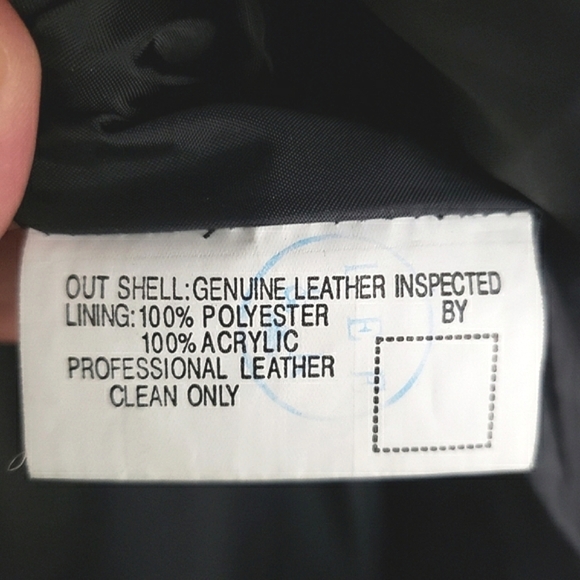 OUT SHELL: GENUINE LEATHER INSPECTED
LINING: 100% POLYESTER BY
100% ACRYLIC
PROFESSIONAL LEATHER
CLEAN ONLY